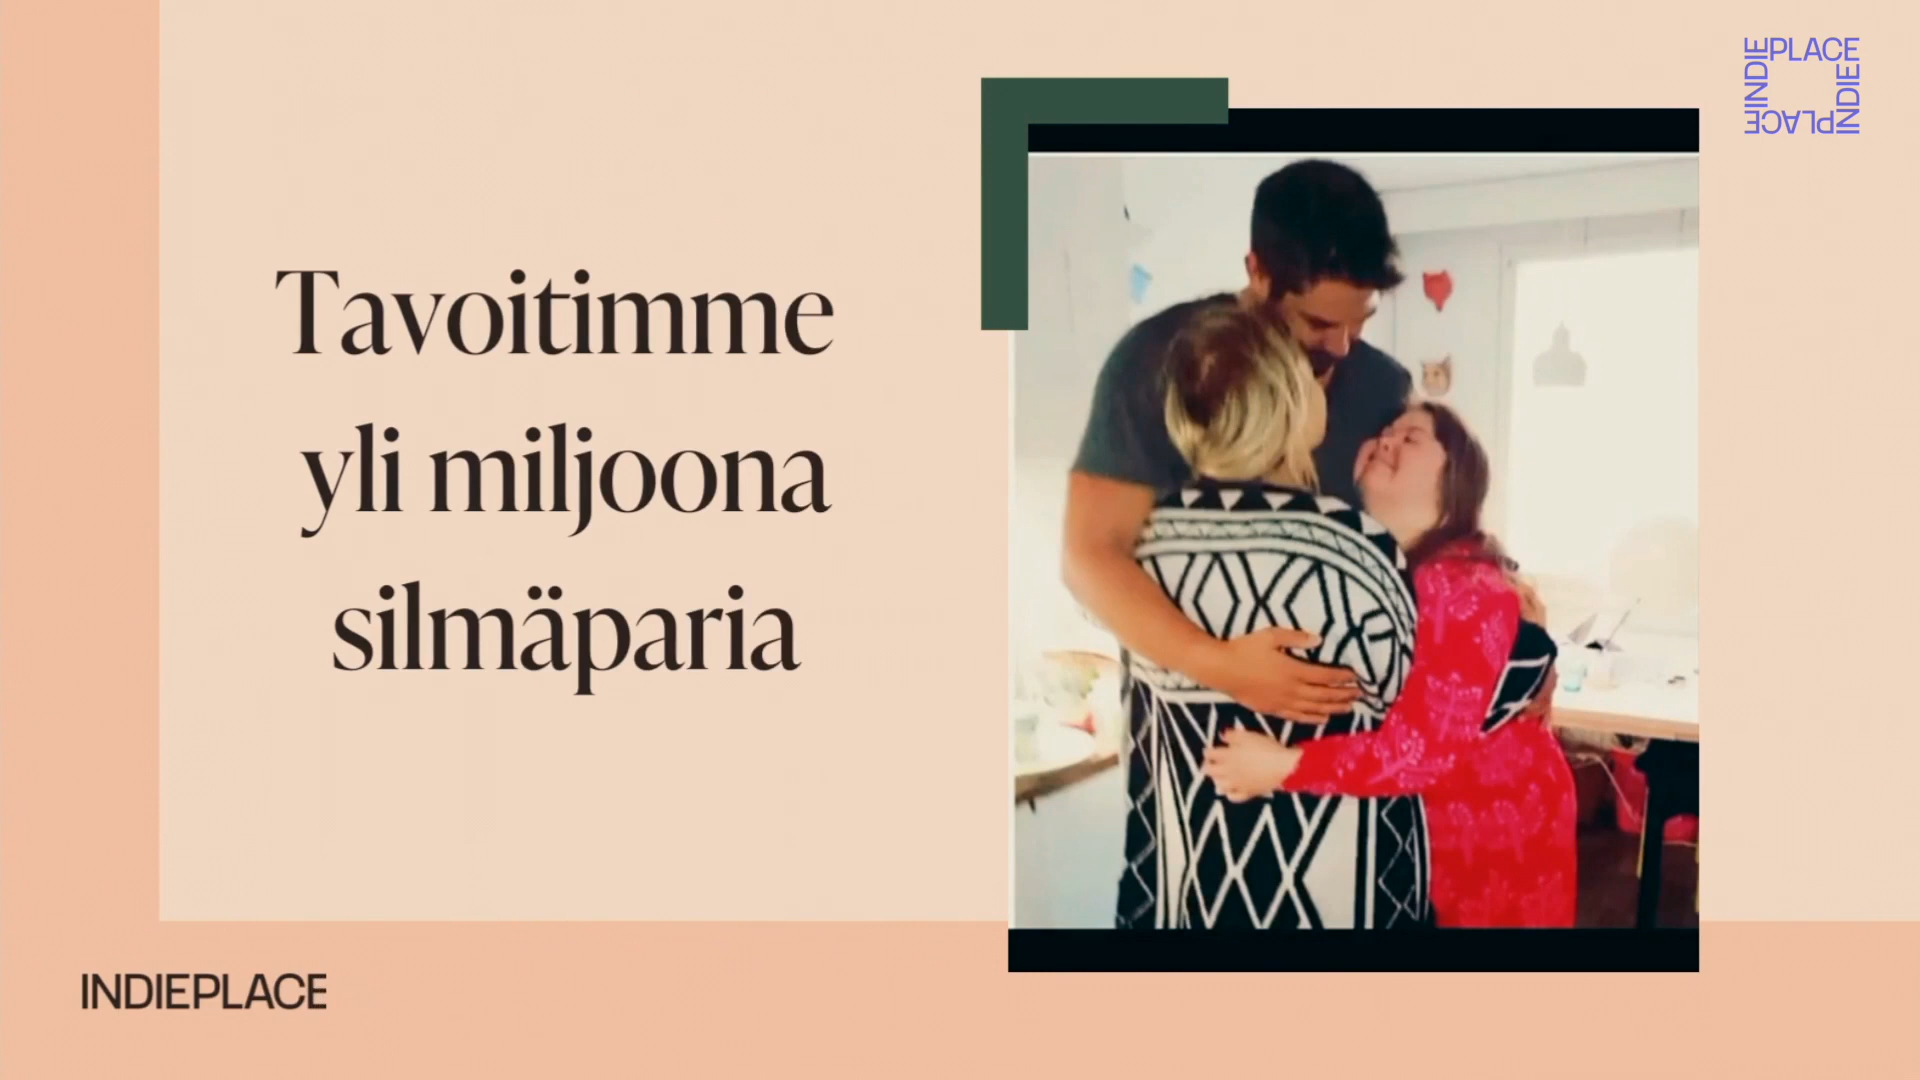 INDIEPLACE
INDIEPLACE
Tavoitimme
yli miljoona
silmäparia
INDIEPLACE